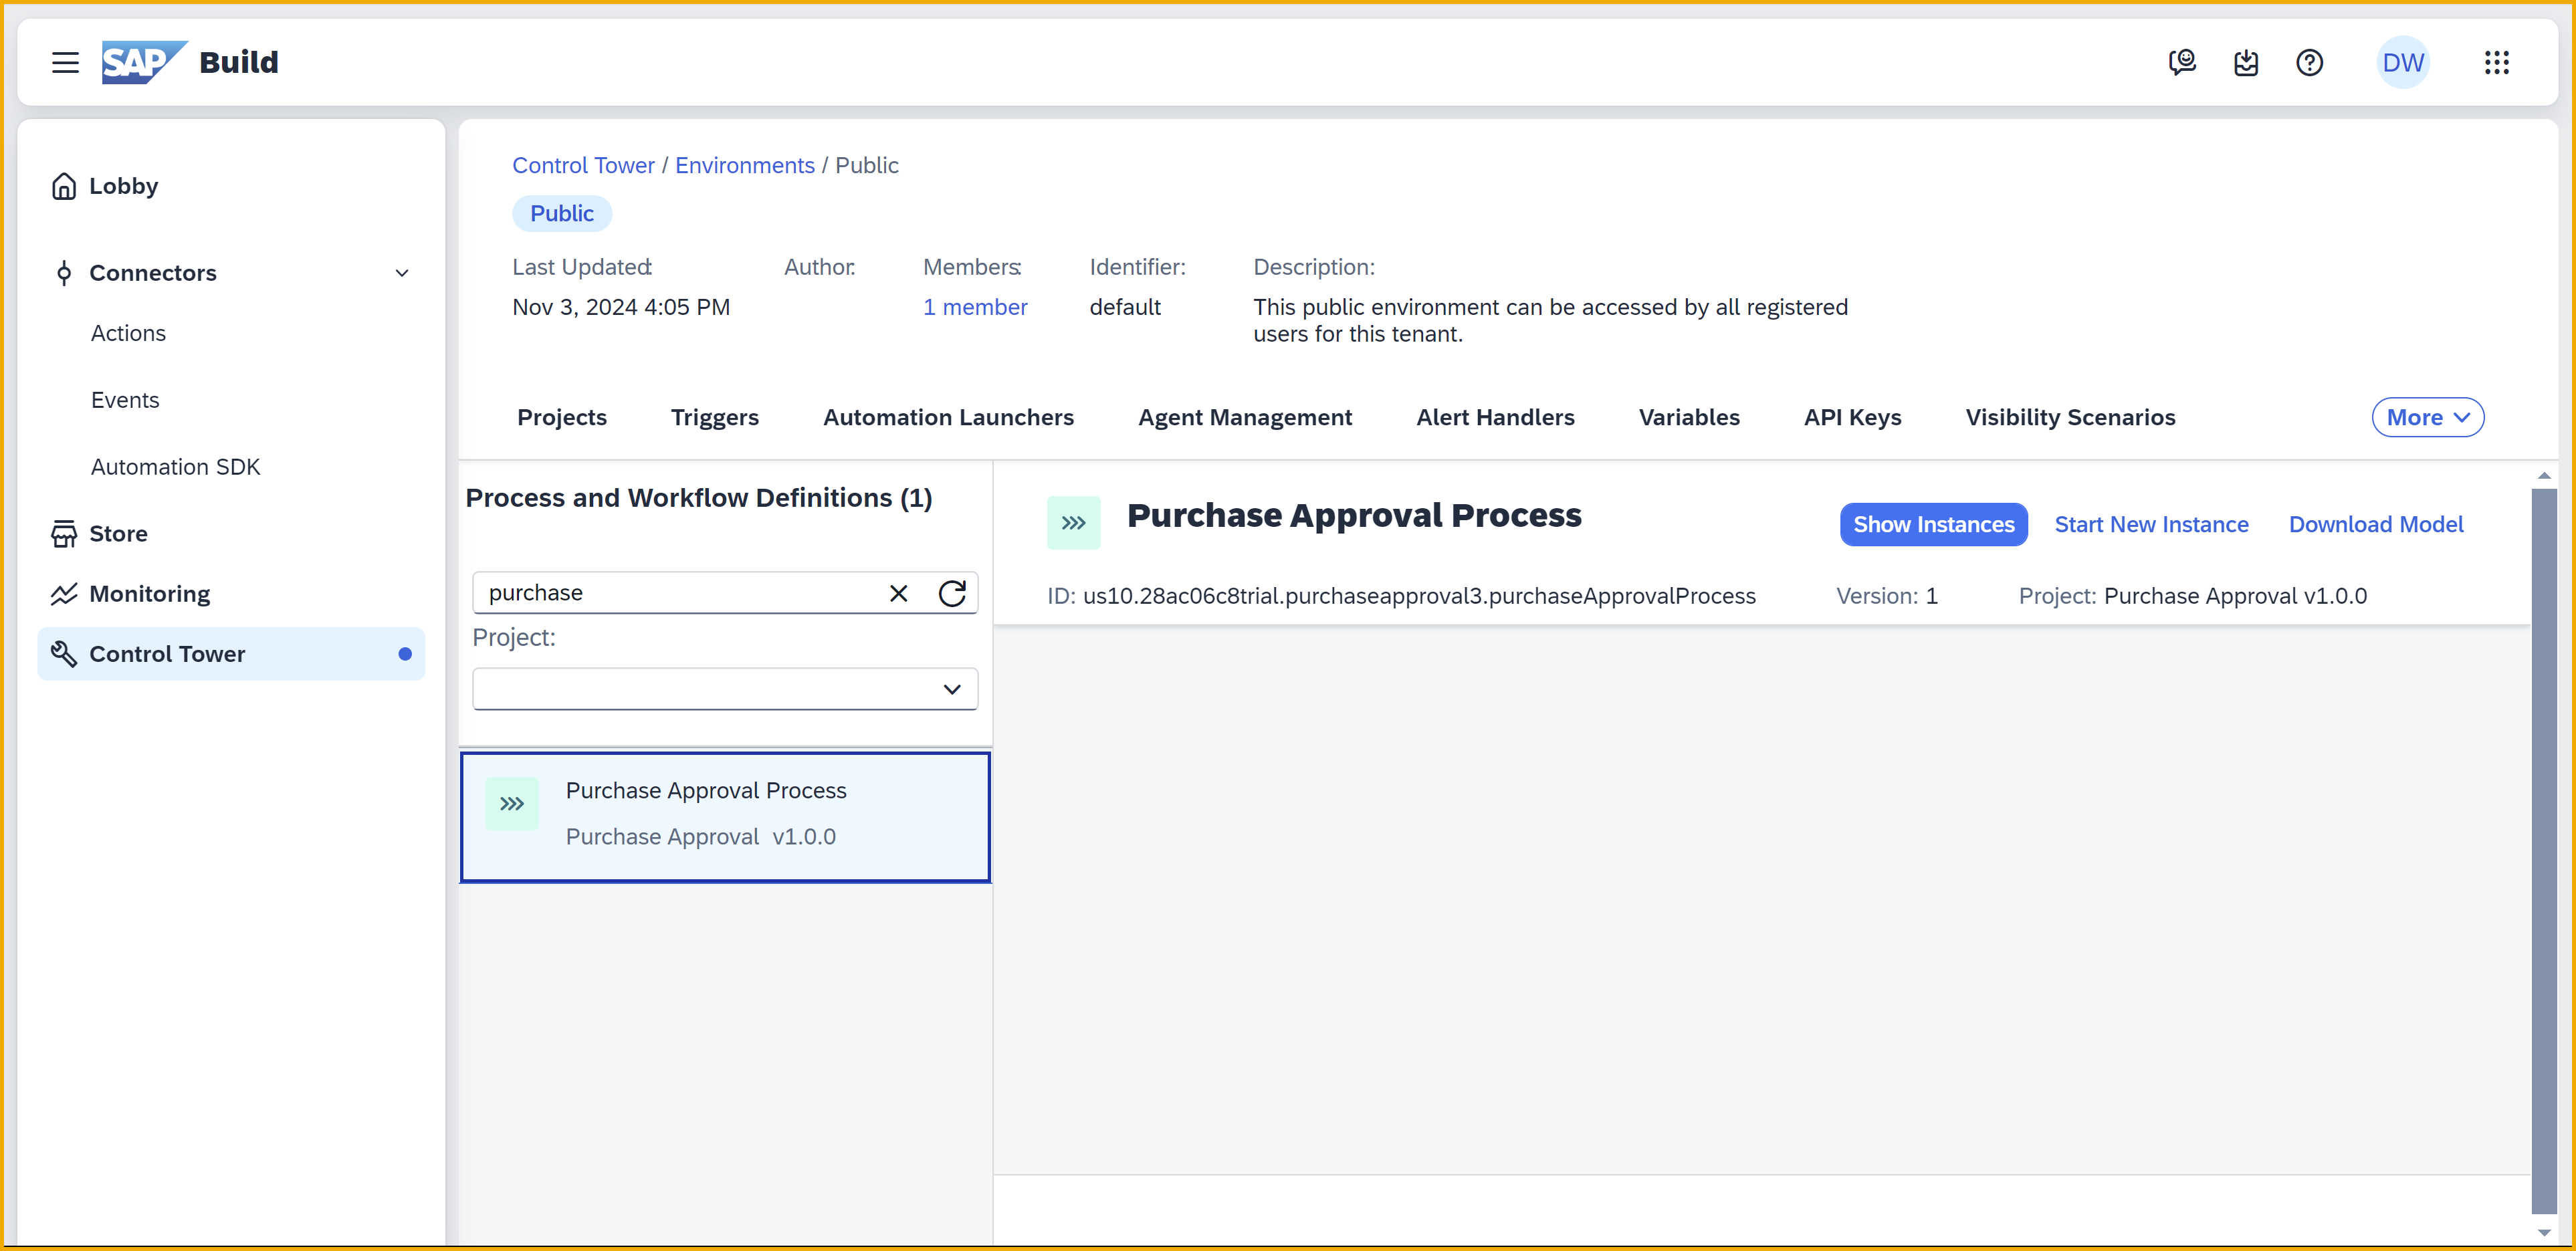 SAP Build
DW
Lobby
Connectors
Actions
Events
Automation SDK
Store
Monitoring
Control Tower
Control Tower / Environments / Public
Public
Last Updated: Author: Members: Identifier: Description:
Nov 3, 2024 4:05 PM 1 member default This public environment can be accessed by all registered
users for this tenant.
Projects Triggers Automation Launchers Agent Management Alert Handlers Variables API Keys Visibility Scenarios More
Process and Workflow Definitions (1)
purchase
Project:
Purchase Approval Process
Purchase Approval v1.0.0
Purchase Approval Process
Show Instances Start New Instance Download Model
ID: us10.28ac06c8trial.purchaseapproval3.purchaseApprovalProcess Version: 1 Project: Purchase Approval v1.0.0